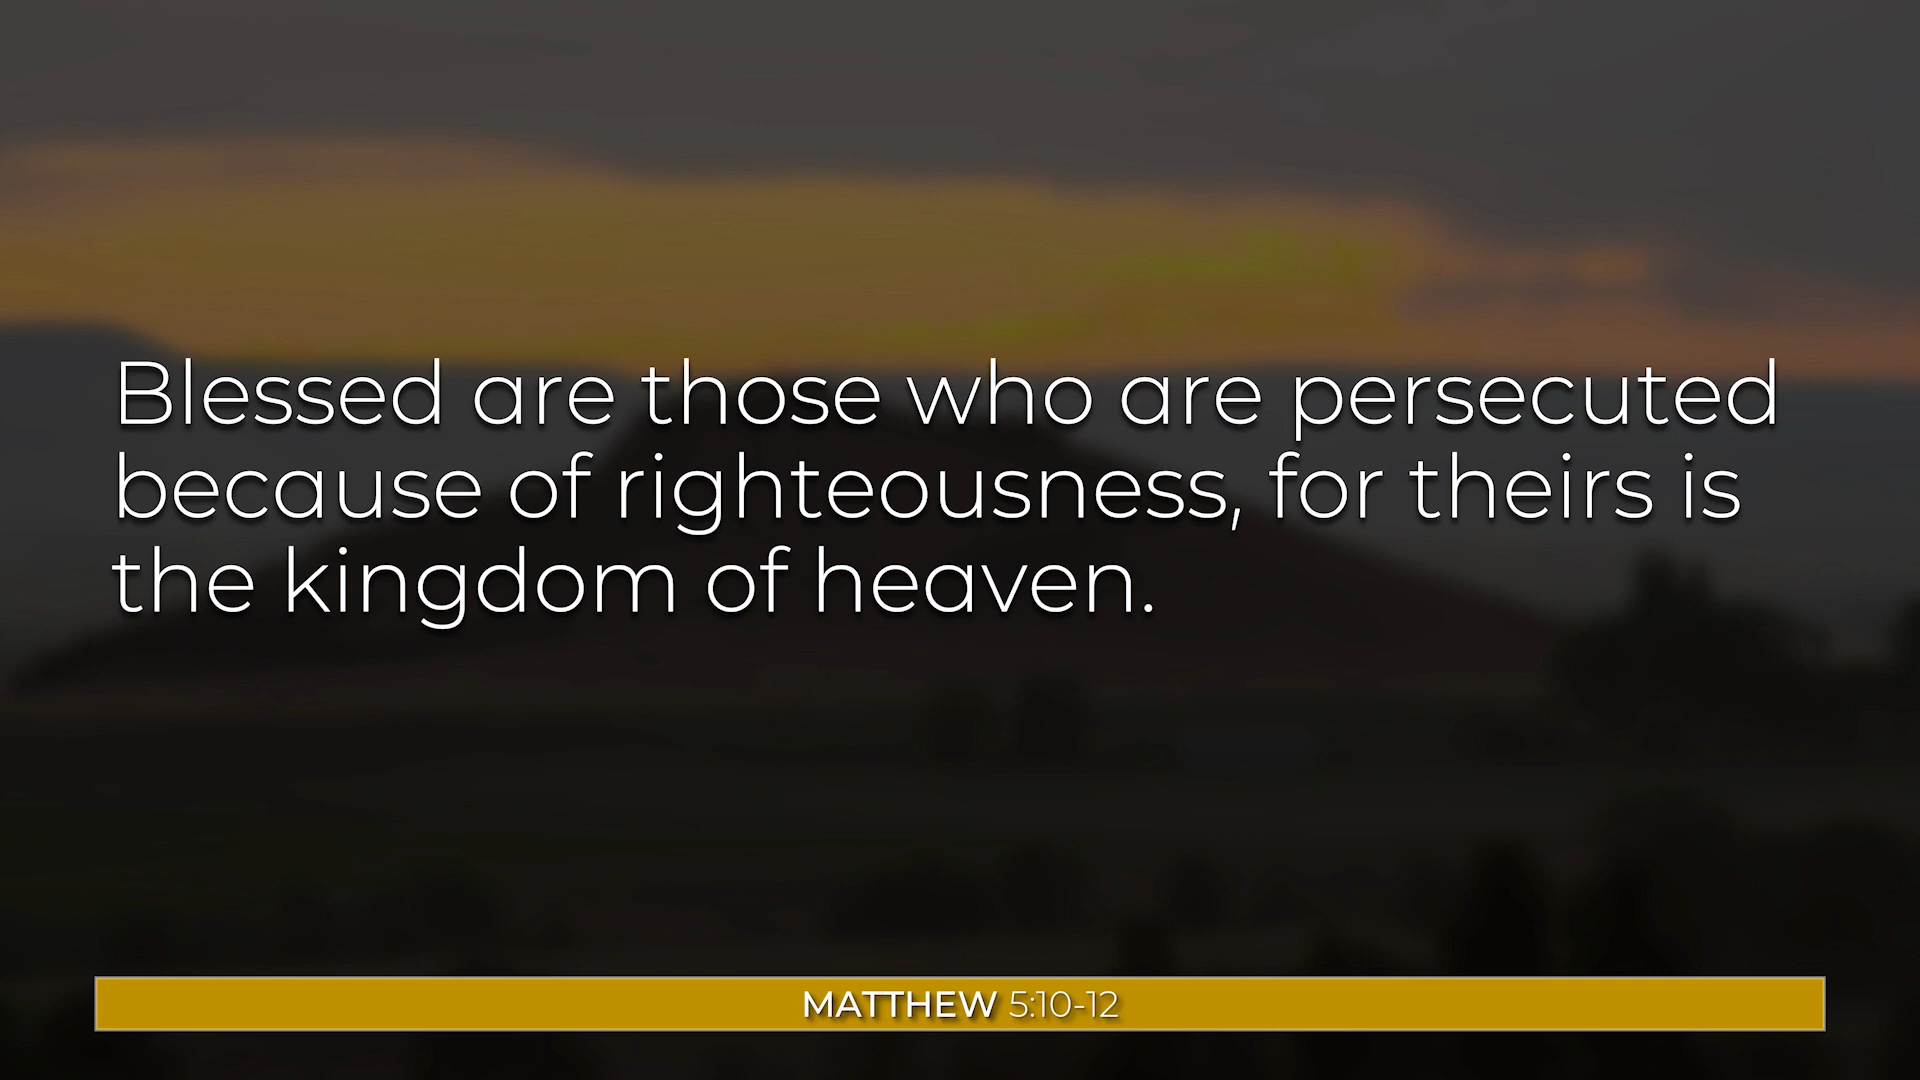 Blessed are those who are persecuted
because of righteousness, for theirs is
the kingdom of heaven.
MATTHEW 5:10-12